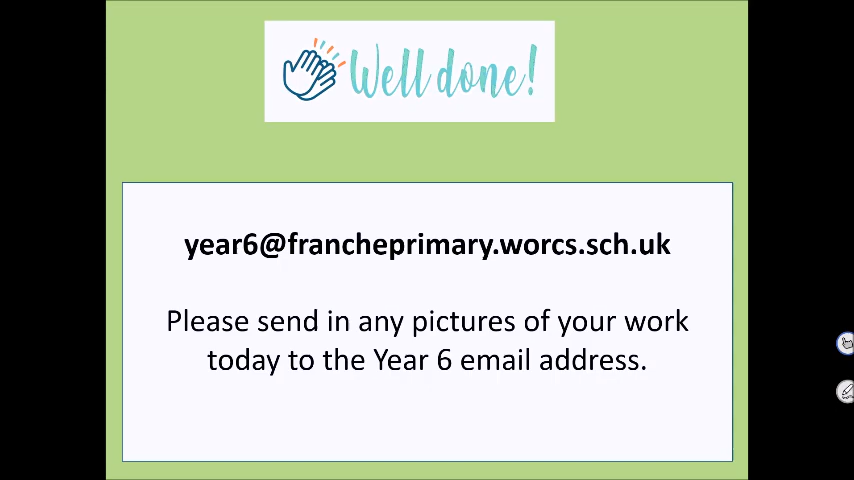 Well done!
year6@francheprimary.worcs.sch.uk
Please send in any pictures of your work
today to the Year 6 email address.